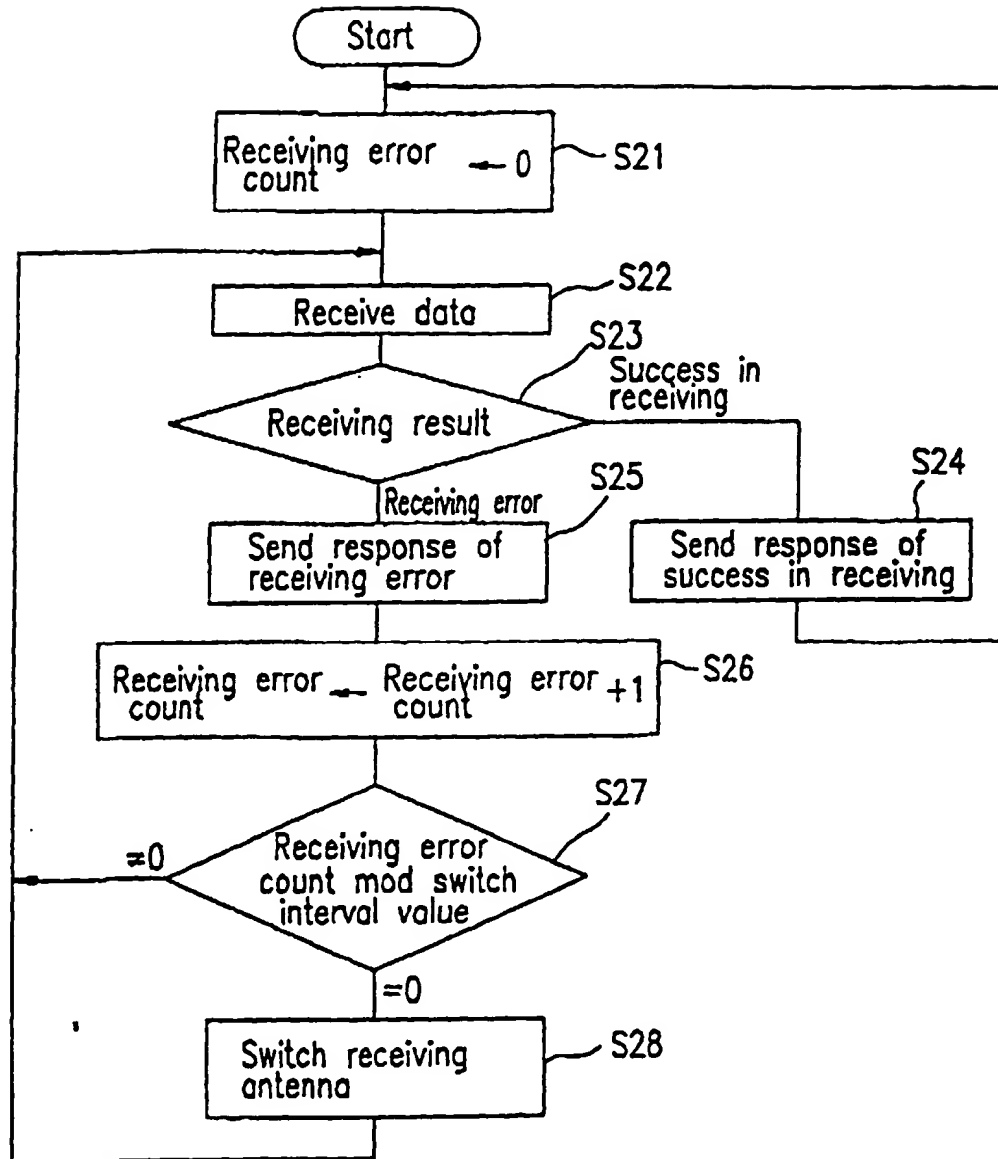 Start
Receiving error
count ← 0
S21
S22
Receive data
S23
Success in
receiving
Receiving result
S24
S25
Receiving error
Send response of
receiving error
Send response of
success in receiving
Receiving error
count ← Receiving error
count +1
S26
S27
≠0
Receiving error
count mod switch
interval value
=0
Switch receiving
antenna
S28